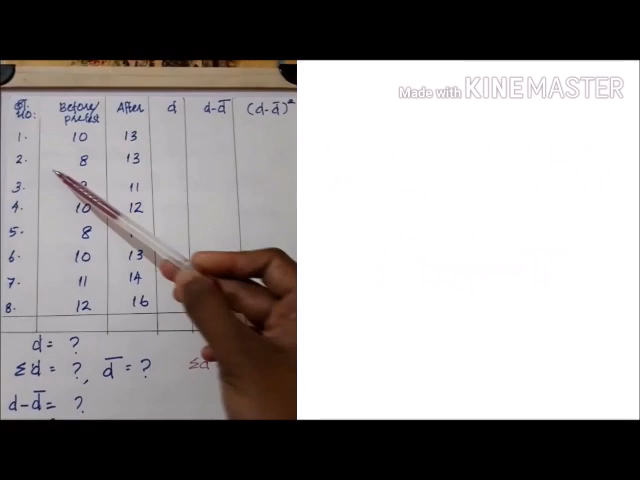 Made with KINEMASTER
Sl. No: Before/pretest After d d-d̅ (d-d̅)²
1. 10 13
2. 8 13
3. 11
4. 10 12
5. 8
6. 10 13
7. 11 14
8. 12 16
d = ?
Σd = ?, d̅ = ? Σd
d-d̅ = ?